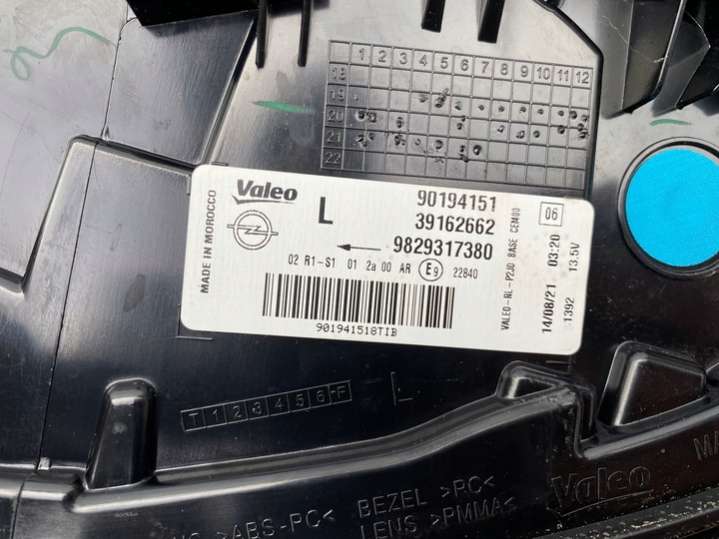 1 2 3 4 5 6 7 8 9 10 11 12
18
19
20
21
22
Valeo
L
MADE IN MOROCCO
90194151
39162662
9829317380
02 R1-S1 01 2a 00 AR E9 22840
901941518TIB
VALEO-RL-P2JO BASE CEM00
06
14/08/21 03:20
1392 13.5V
T 1 2 3 4 5 6 F
L
>ABS-PC<
BEZEL >PC<
LENS >PMMA<
Valeo
MA